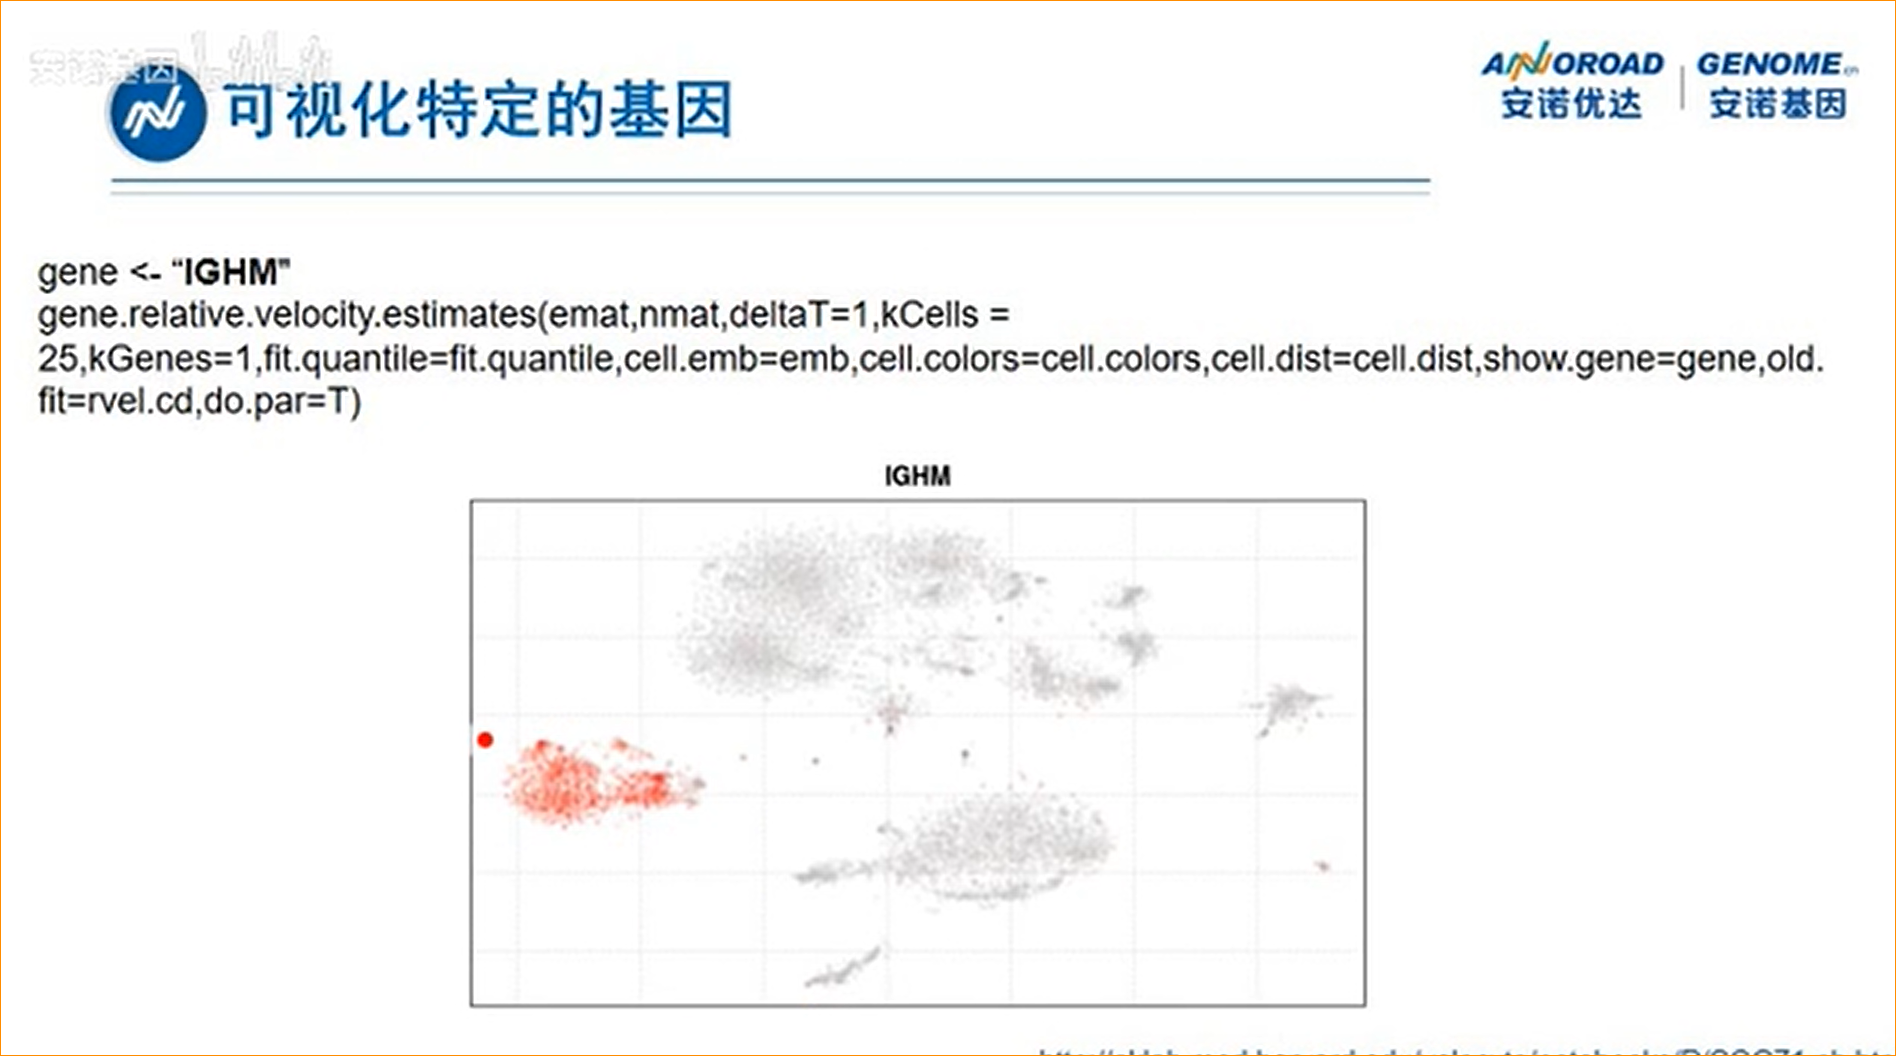 安诺基因
可视化特定的基因
ANNOROAD
安诺优达
GENOME.cn
安诺基因
gene <- “IGHM”
gene.relative.velocity.estimates(emat,nmat,deltaT=1,kCells =
25,kGenes=1,fit.quantile=fit.quantile,cell.emb=emb,cell.colors=cell.colors,cell.dist=cell.dist,show.gene=gene,old.
fit=rvel.cd,do.par=T)
IGHM